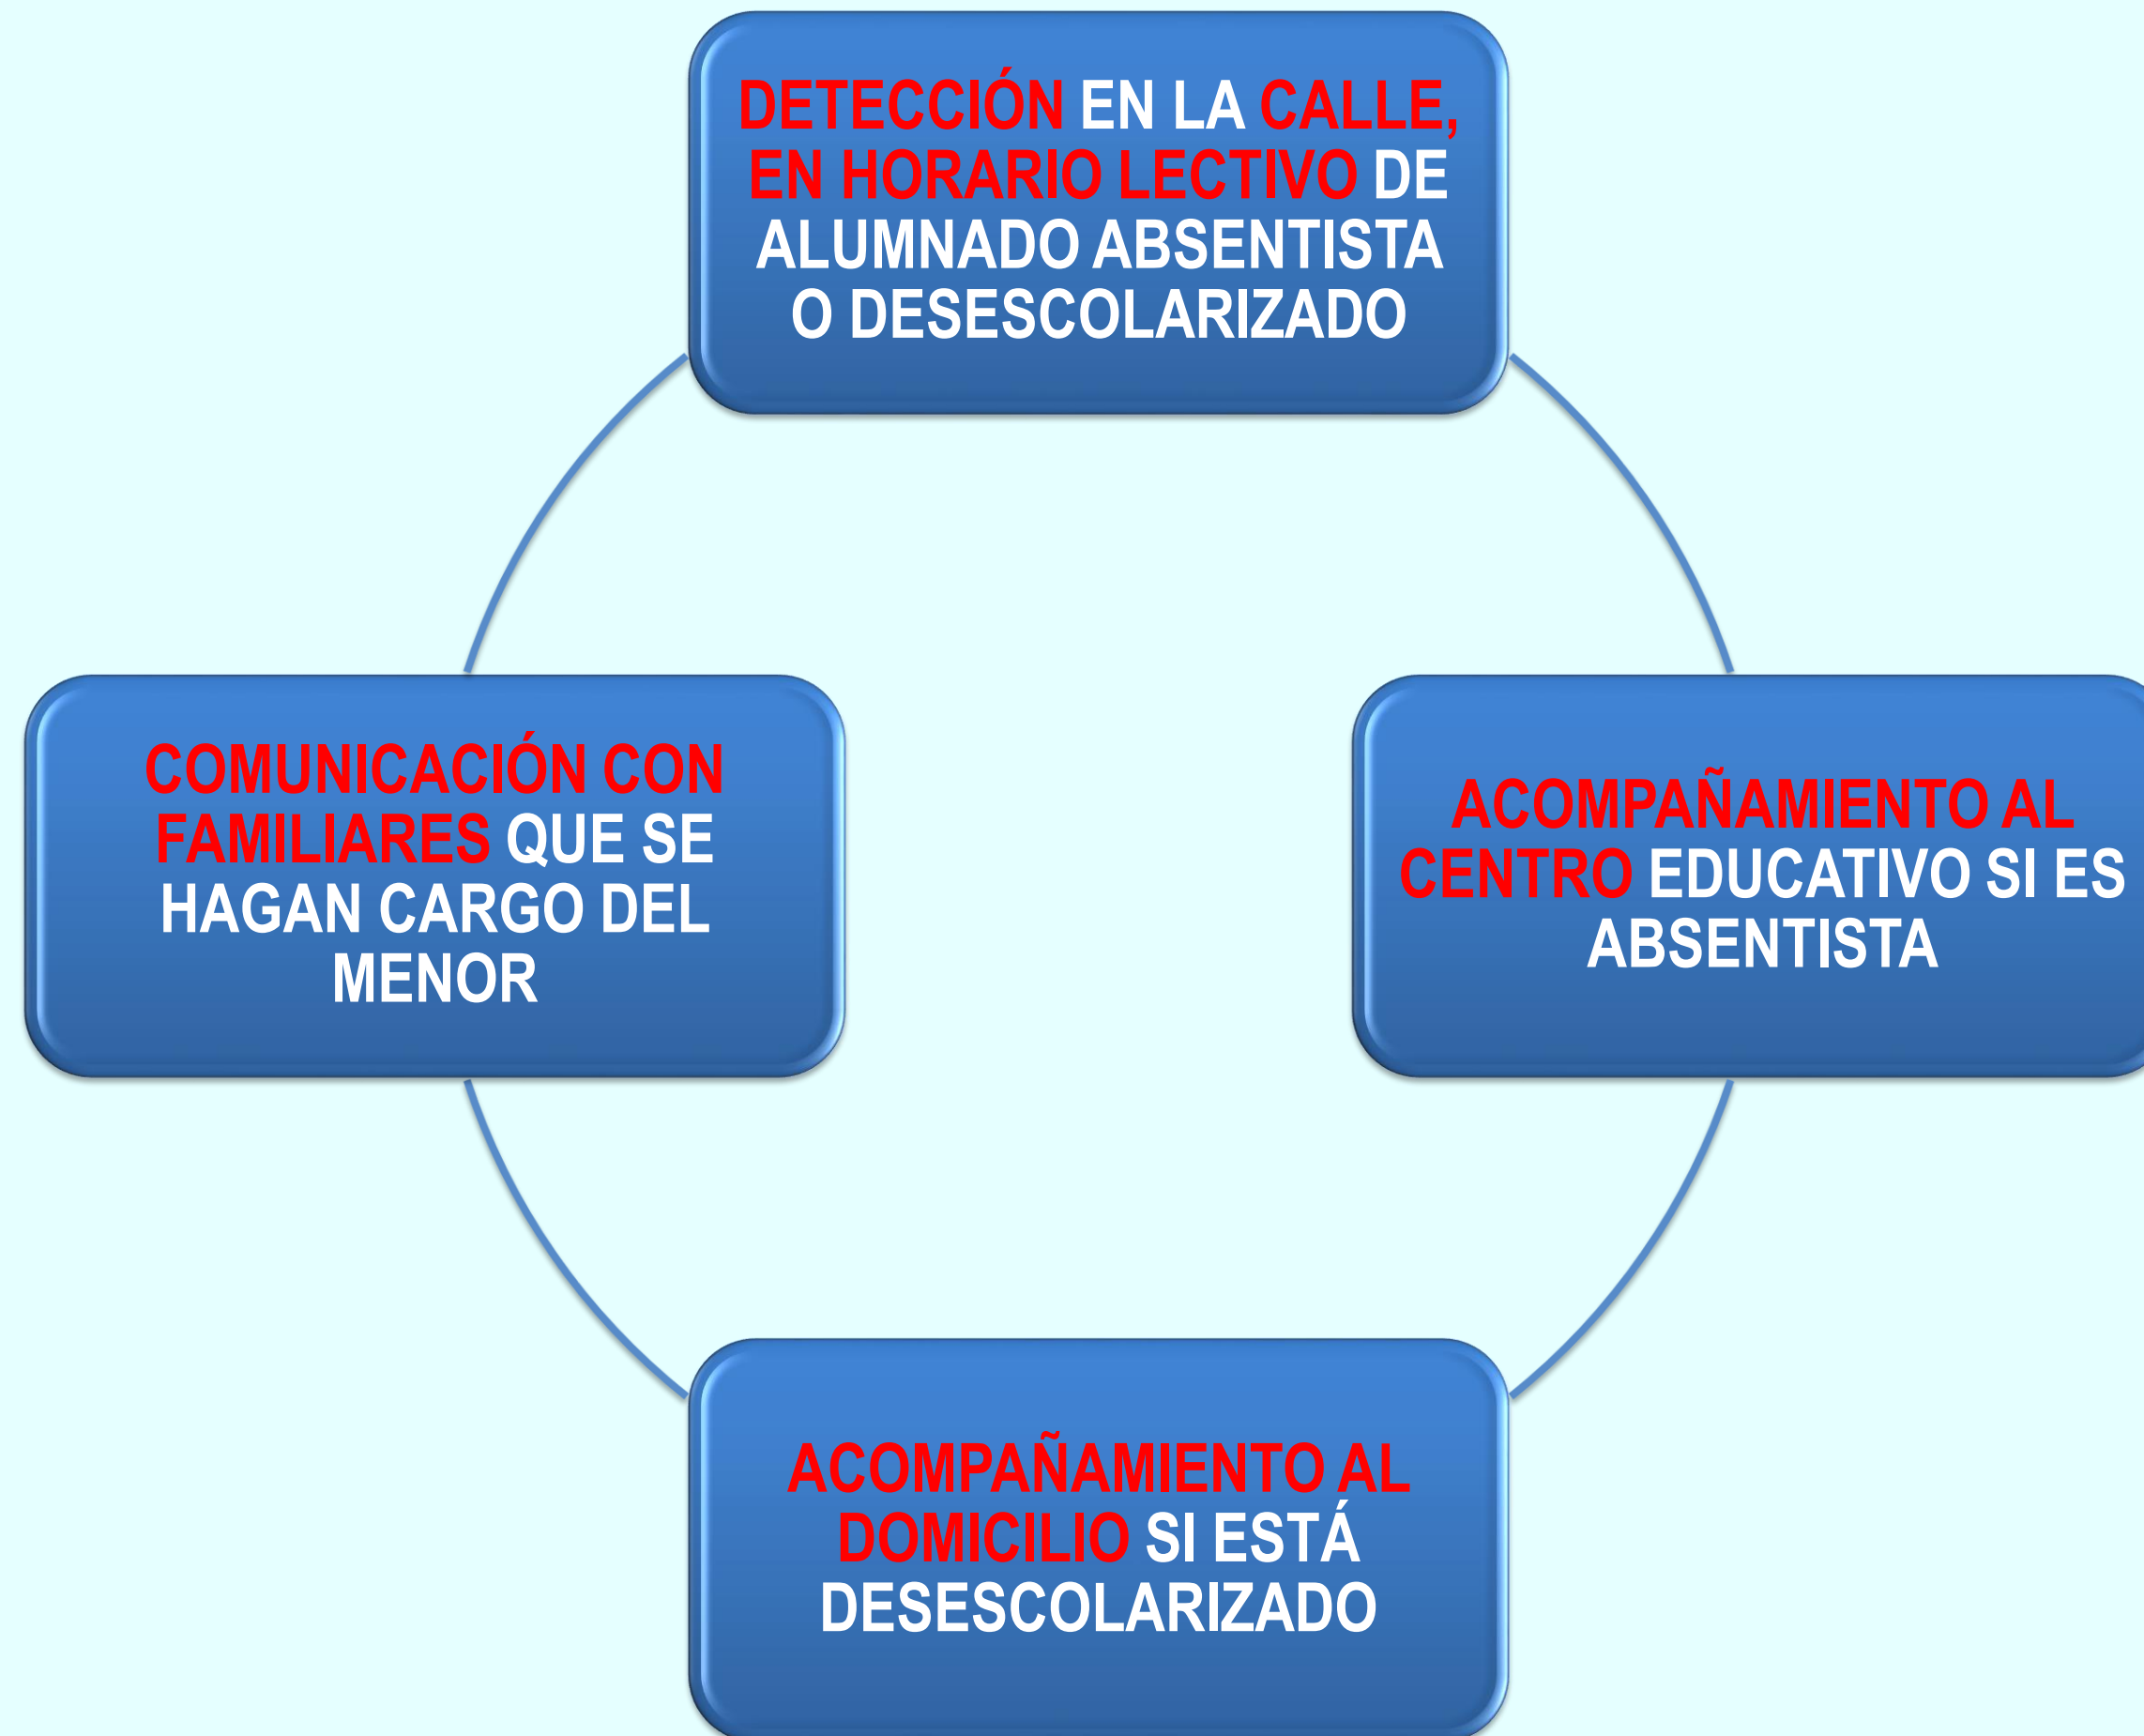 DETECCIÓN EN LA CALLE,
EN HORARIO LECTIVO DE
ALUMNADO ABSENTISTA
O DESESCOLARIZADO
COMUNICACIÓN CON
FAMILIARES QUE SE
HAGAN CARGO DEL
MENOR
ACOMPAÑAMIENTO AL
CENTRO EDUCATIVO SI ES
ABSENTISTA
ACOMPAÑAMIENTO AL
DOMICILIO SI ESTÁ
DESESCOLARIZADO